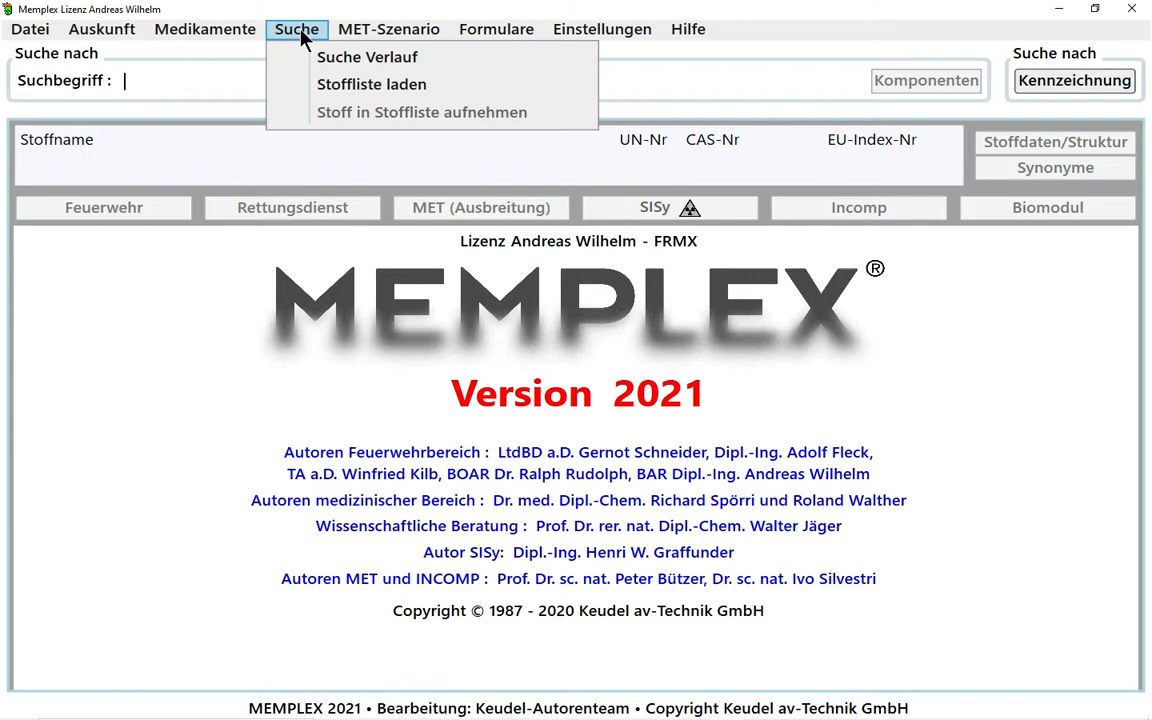 Memplex Lizenz Andreas Wilhelm
Datei Auskunft Medikamente Suche MET-Szenario Formulare Einstellungen Hilfe
Suche nach
Suchbegriff :
Komponenten
Suche nach
Kennzeichnung
Suche Verlauf
Stoffliste laden
Stoff in Stoffliste aufnehmen
Stoffname UN-Nr CAS-Nr EU-Index-Nr
Stoffdaten/Struktur
Synonyme
Feuerwehr Rettungsdienst MET (Ausbreitung) SISy Incomp Biomodul
Lizenz Andreas Wilhelm - FRMX
MEMPLEX ®
Version 2021
Autoren Feuerwehrbereich : LtdBD a.D. Gernot Schneider, Dipl.-Ing. Adolf Fleck,
TA a.D. Winfried Kilb, BOAR Dr. Ralph Rudolph, BAR Dipl.-Ing. Andreas Wilhelm
Autoren medizinischer Bereich : Dr. med. Dipl.-Chem. Richard Spörri und Roland Walther
Wissenschaftliche Beratung : Prof. Dr. rer. nat. Dipl.-Chem. Walter Jäger
Autor SISy: Dipl.-Ing. Henri W. Graffunder
Autoren MET und INCOMP : Prof. Dr. sc. nat. Peter Bützer, Dr. sc. nat. Ivo Silvestri
Copyright © 1987 - 2020 Keudel av-Technik GmbH
MEMPLEX 2021 • Bearbeitung: Keudel-Autorenteam • Copyright Keudel av-Technik GmbH